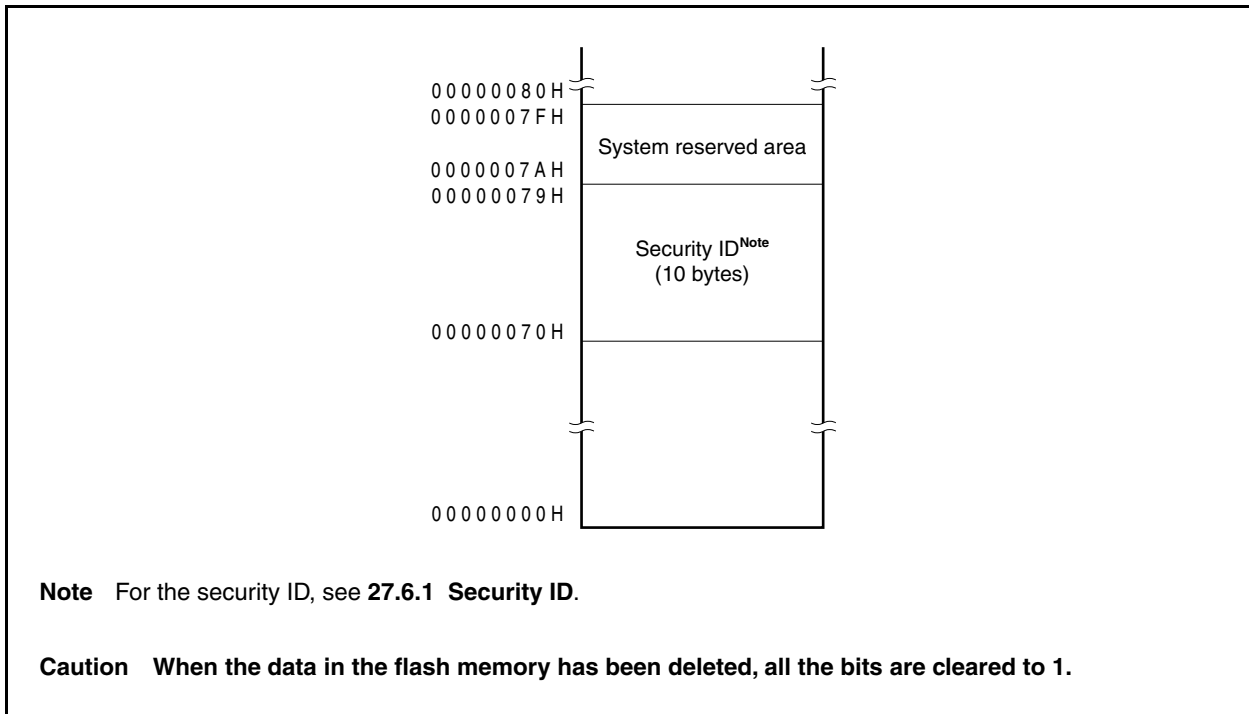 00000080H
0000007FH
System reserved area
0000007AH
00000079H
Security IDNote
(10 bytes)
00000070H
00000000H
Note For the security ID, see 27.6.1 Security ID.
Caution When the data in the flash memory has been deleted, all the bits are cleared to 1.